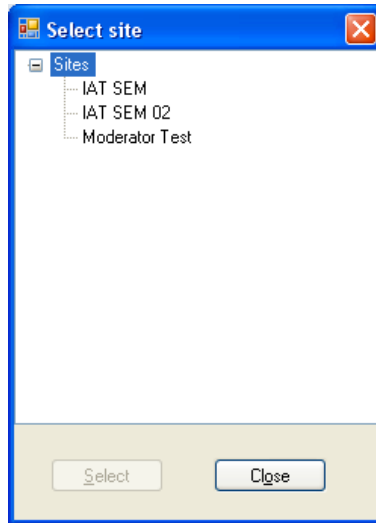 Select site
Sites
IAT SEM
IAT SEM 02
Moderator Test
Select Close